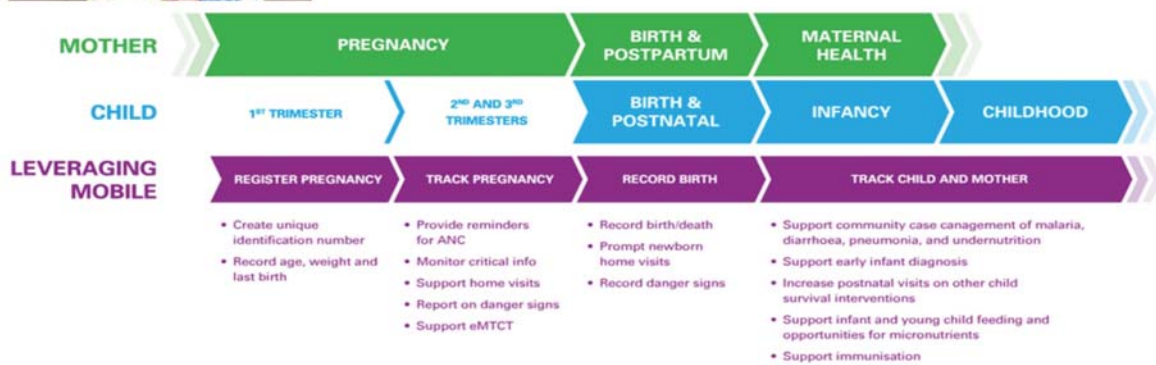 MOTHER
PREGNANCY
BIRTH &
POSTPARTUM
MATERNAL
HEALTH
CHILD
1ST TRIMESTER
2ND AND 3RD
TRIMESTERS
BIRTH &
POSTNATAL
INFANCY
CHILDHOOD
LEVERAGING
MOBILE
REGISTER PREGNANCY
TRACK PREGNANCY
RECORD BIRTH
TRACK CHILD AND MOTHER
• Create unique
identification number
• Record age, weight and
last birth
• Provide reminders
for ANC
• Monitor critical info
• Support home visits
• Report on danger signs
• Support eMTCT
• Record birth/death
• Prompt newborn
home visits
• Record danger signs
• Support community case canagement of malaria,
diarrhoea, pneumonia, and undernutrition
• Support early infant diagnosis
• Increase postnatal visits on other child
survival interventions
• Support infant and young child feeding and
opportunities for micronutrients
• Support immunisation